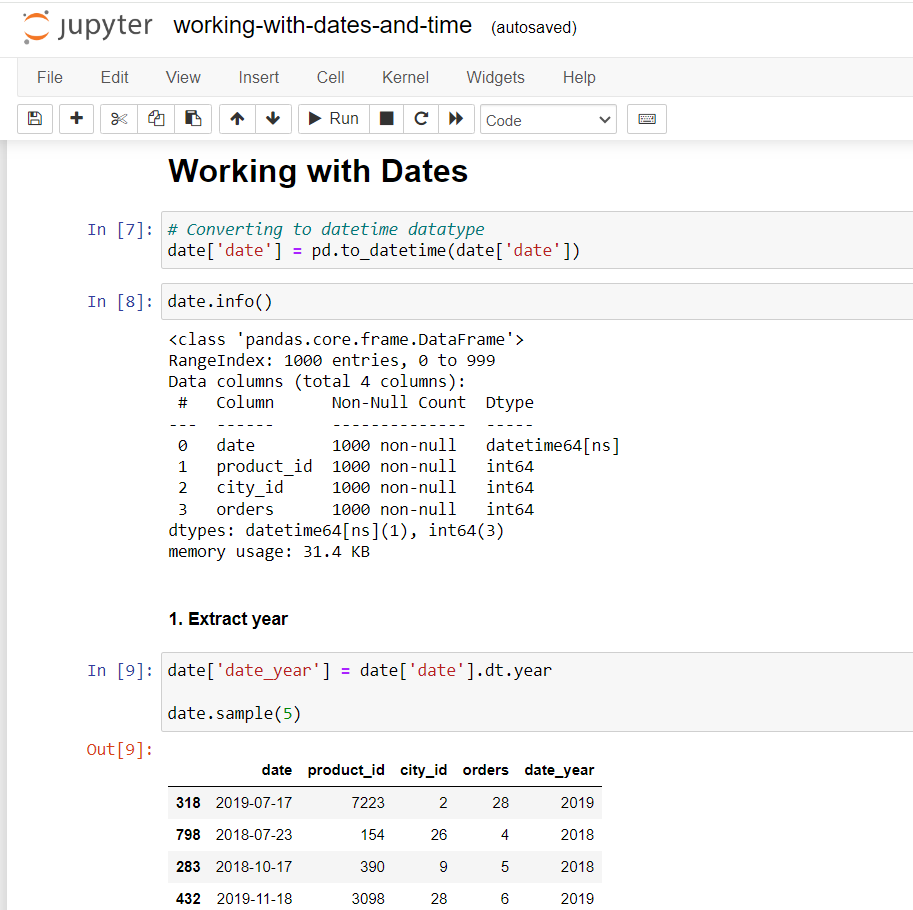 jupyter working-with-dates-and-time (autosaved)
File Edit View Insert Cell Kernel Widgets Help
Run Code
Working with Dates
In [7]: # Converting to datetime datatype
date['date'] = pd.to_datetime(date['date'])
In [8]: date.info()
<class 'pandas.core.frame.DataFrame'>
RangeIndex: 1000 entries, 0 to 999
Data columns (total 4 columns):
 #   Column      Non-Null Count  Dtype
---  ------      --------------  -----
 0   date        1000 non-null   datetime64[ns]
 1   product_id  1000 non-null   int64
 2   city_id     1000 non-null   int64
 3   orders      1000 non-null   int64
dtypes: datetime64[ns](1), int64(3)
memory usage: 31.4 KB
1. Extract year
In [9]: date['date_year'] = date['date'].dt.year
date.sample(5)
Out[9]:
date product_id city_id orders date_year
318 2019-07-17 7223 2 28 2019
798 2018-07-23 154 26 4 2018
283 2018-10-17 390 9 5 2018
432 2019-11-18 3098 28 6 2019